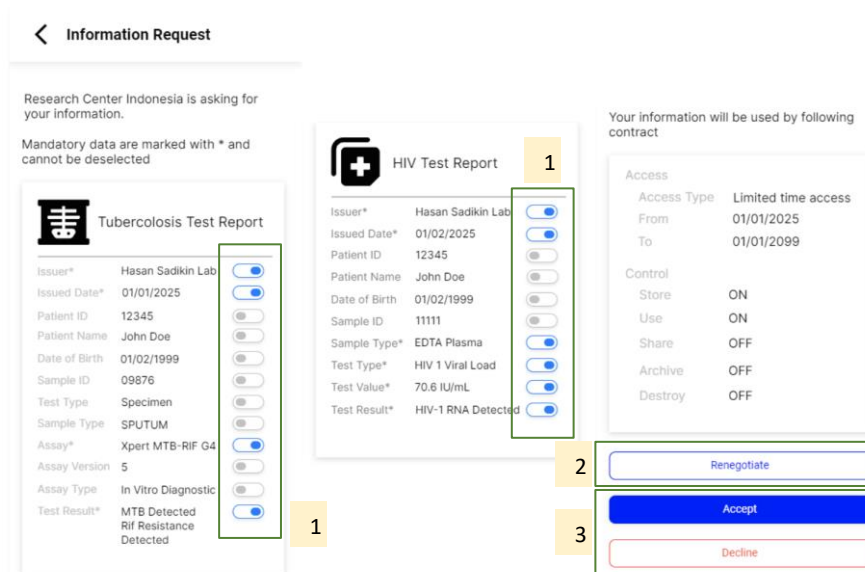 Information Request
Research Center Indonesia is asking for
your information.
Mandatory data are marked with * and
cannot be deselected
Tubercolosis Test Report
Issuer* Hasan Sadikin Lab
Issued Date* 01/01/2025
Patient ID 12345
Patient Name John Doe
Date of Birth 01/02/1999
Sample ID 09876
Test Type Specimen
Sample Type SPUTUM
Assay* Xpert MTB-RIF G4
Assay Version 5
Assay Type In Vitro Diagnostic
Test Result* MTB Detected
Rif Resistance
Detected
1
HIV Test Report
1
Issuer* Hasan Sadikin Lab
Issued Date* 01/02/2025
Patient ID 12345
Patient Name John Doe
Date of Birth 01/02/1999
Sample ID 11111
Sample Type* EDTA Plasma
Test Type* HIV 1 Viral Load
Test Value* 70.6 IU/mL
Test Result* HIV-1 RNA Detected
Your information will be used by following
contract
Access
Access Type Limited time access
From 01/01/2025
To 01/01/2099
Control
Store ON
Use ON
Share OFF
Archive OFF
Destroy OFF
2
Renegotiate
3
Accept
Decline